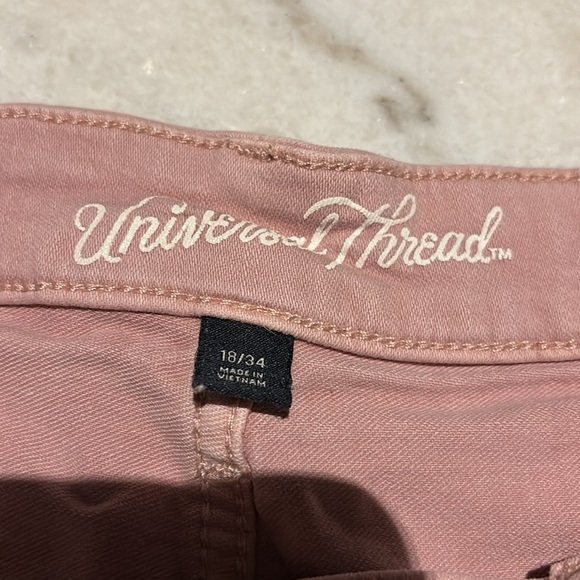 Universal Thread™
18/34
MADE IN
VIETNAM